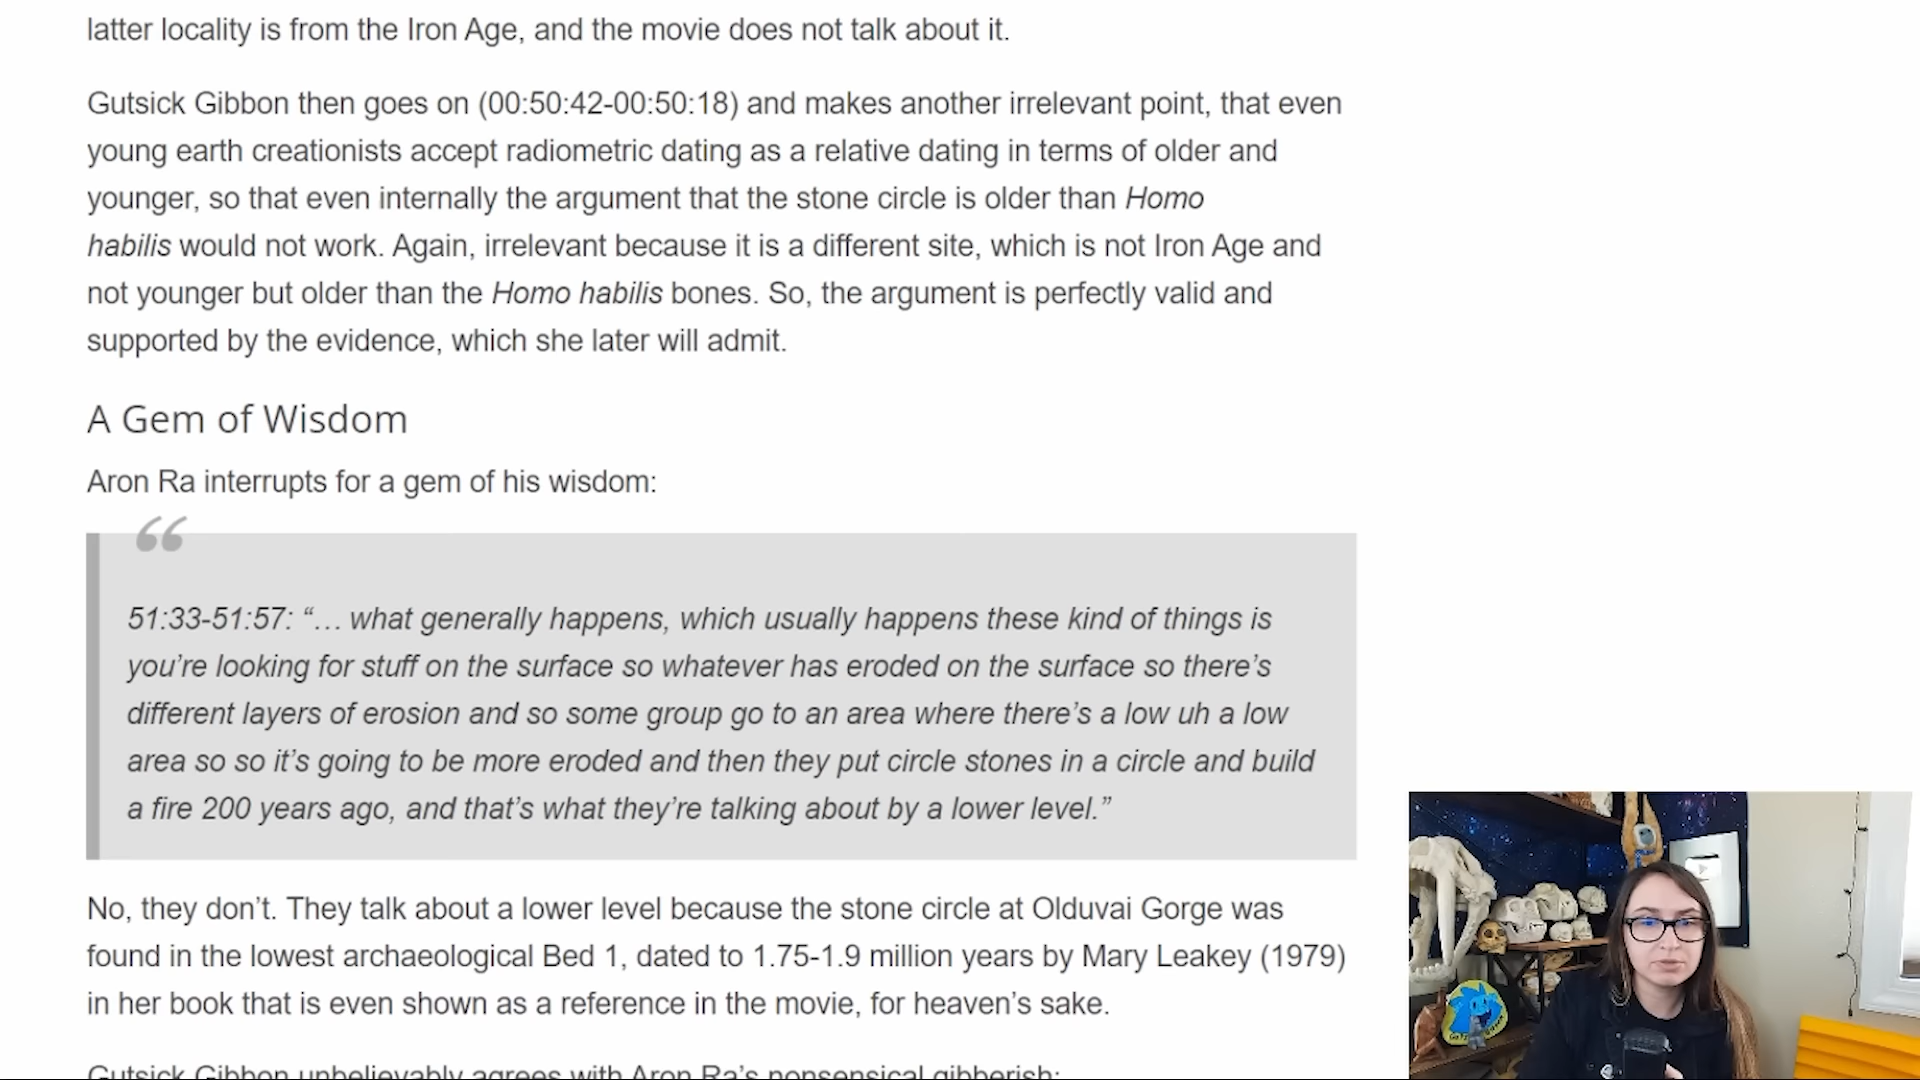 latter locality is from the Iron Age, and the movie does not talk about it.
Gutsick Gibbon then goes on (00:50:42-00:50:18) and makes another irrelevant point, that even
young earth creationists accept radiometric dating as a relative dating in terms of older and
younger, so that even internally the argument that the stone circle is older than Homo
habilis would not work. Again, irrelevant because it is a different site, which is not Iron Age and
not younger but older than the Homo habilis bones. So, the argument is perfectly valid and
supported by the evidence, which she later will admit.
A Gem of Wisdom
Aron Ra interrupts for a gem of his wisdom:
“
51:33-51:57: “… what generally happens, which usually happens these kind of things is
you’re looking for stuff on the surface so whatever has eroded on the surface so there’s
different layers of erosion and so some group go to an area where there’s a low uh a low
area so so it’s going to be more eroded and then they put circle stones in a circle and build
a fire 200 years ago, and that’s what they’re talking about by a lower level.”
No, they don’t. They talk about a lower level because the stone circle at Olduvai Gorge was
found in the lowest archaeological Bed 1, dated to 1.75-1.9 million years by Mary Leakey (1979)
in her book that is even shown as a reference in the movie, for heaven’s sake.
Gutsick Gibbon unbelievably agrees with Aron Ra’s nonsensical gibberish: